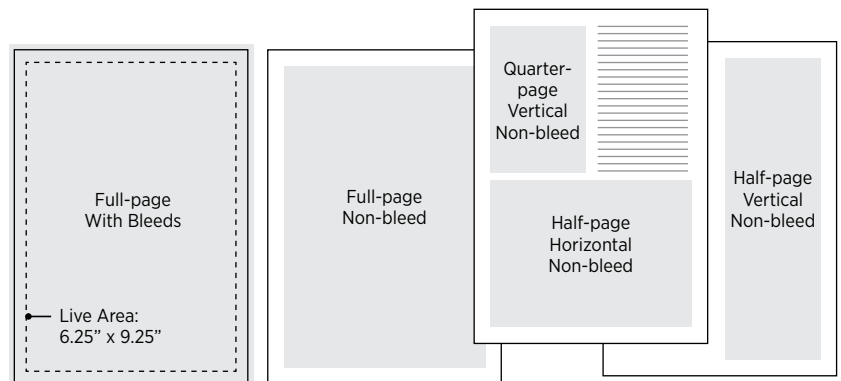 Full-page
With Bleeds
Live Area:
6.25” x 9.25”
Full-page
Non-bleed
Quarter-
page
Vertical
Non-bleed
Half-page
Horizontal
Non-bleed
Half-page
Vertical
Non-bleed